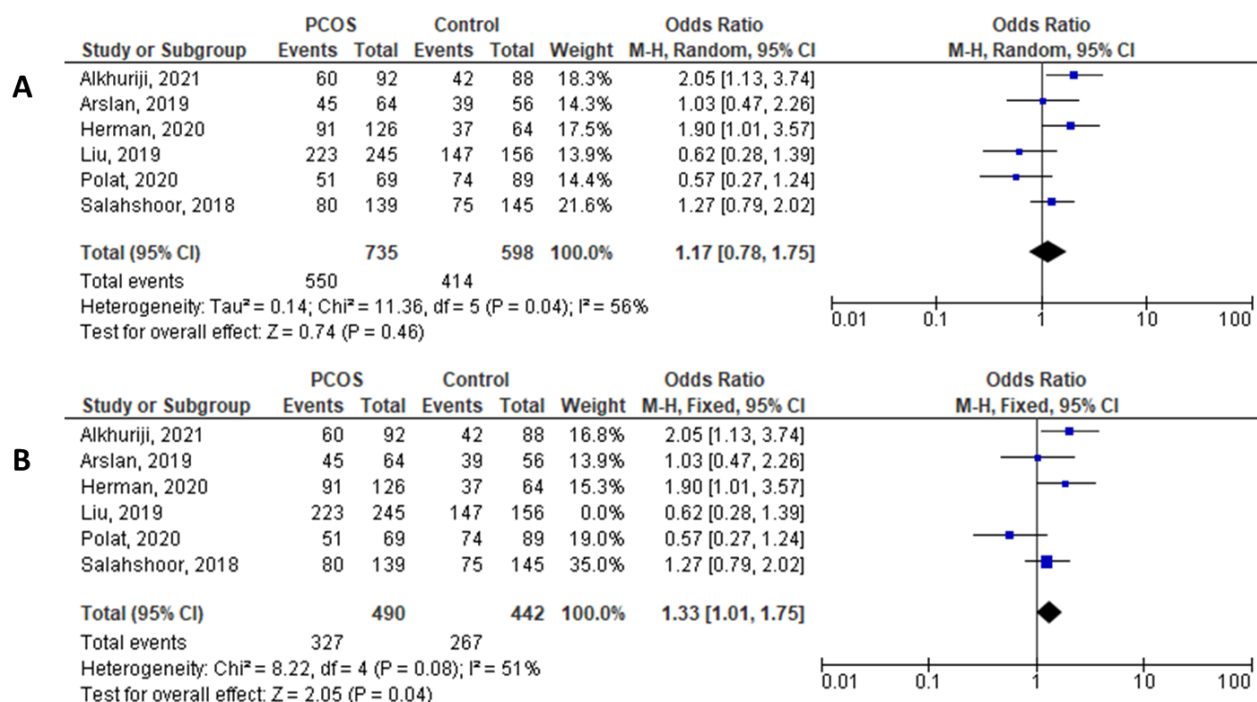 A
PCOS Control Odds Ratio Odds Ratio
Study or Subgroup Events Total Events Total Weight M-H, Random, 95% CI M-H, Random, 95% CI
Alkhuriji, 2021 60 92 42 88 18.3% 2.05 [1.13, 3.74]
Arslan, 2019 45 64 39 56 14.3% 1.03 [0.47, 2.26]
Herman, 2020 91 126 37 64 17.5% 1.90 [1.01, 3.57]
Liu, 2019 223 245 147 156 13.9% 0.62 [0.28, 1.39]
Polat, 2020 51 69 74 89 14.4% 0.57 [0.27, 1.24]
Salahshoor, 2018 80 139 75 145 21.6% 1.27 [0.79, 2.02]
Total (95% CI) 735 598 100.0% 1.17 [0.78, 1.75]
Total events 550 414
Heterogeneity: Tau² = 0.14; Chi² = 11.36, df = 5 (P = 0.04); I² = 56%
Test for overall effect: Z = 0.74 (P = 0.46)
0.01 0.1 1 10 100
B
PCOS Control Odds Ratio Odds Ratio
Study or Subgroup Events Total Events Total Weight M-H, Fixed, 95% CI M-H, Fixed, 95% CI
Alkhuriji, 2021 60 92 42 88 16.8% 2.05 [1.13, 3.74]
Arslan, 2019 45 64 39 56 13.9% 1.03 [0.47, 2.26]
Herman, 2020 91 126 37 64 15.3% 1.90 [1.01, 3.57]
Liu, 2019 223 245 147 156 0.0% 0.62 [0.28, 1.39]
Polat, 2020 51 69 74 89 19.0% 0.57 [0.27, 1.24]
Salahshoor, 2018 80 139 75 145 35.0% 1.27 [0.79, 2.02]
Total (95% CI) 490 442 100.0% 1.33 [1.01, 1.75]
Total events 327 267
Heterogeneity: Chi² = 8.22, df = 4 (P = 0.08); I² = 51%
Test for overall effect: Z = 2.05 (P = 0.04)
0.01 0.1 1 10 100